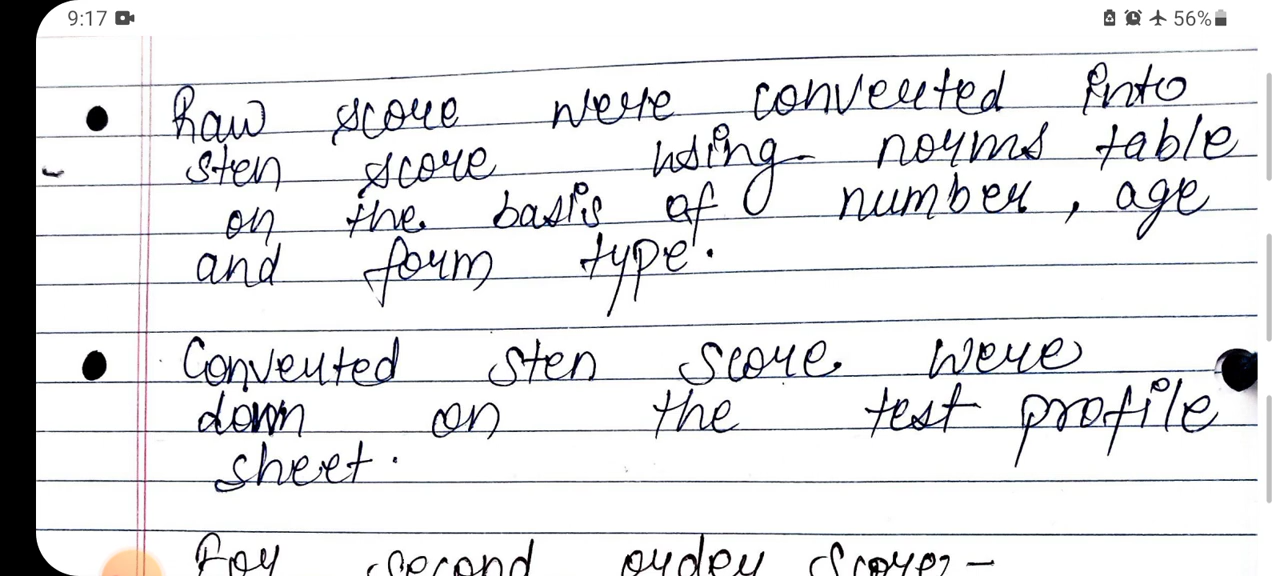 9:17
56%
Raw score were converted into
sten score using norms table
on the basis of number, age
and form type.
Converted sten score were
down on the test profile
sheet.
For second order score:-